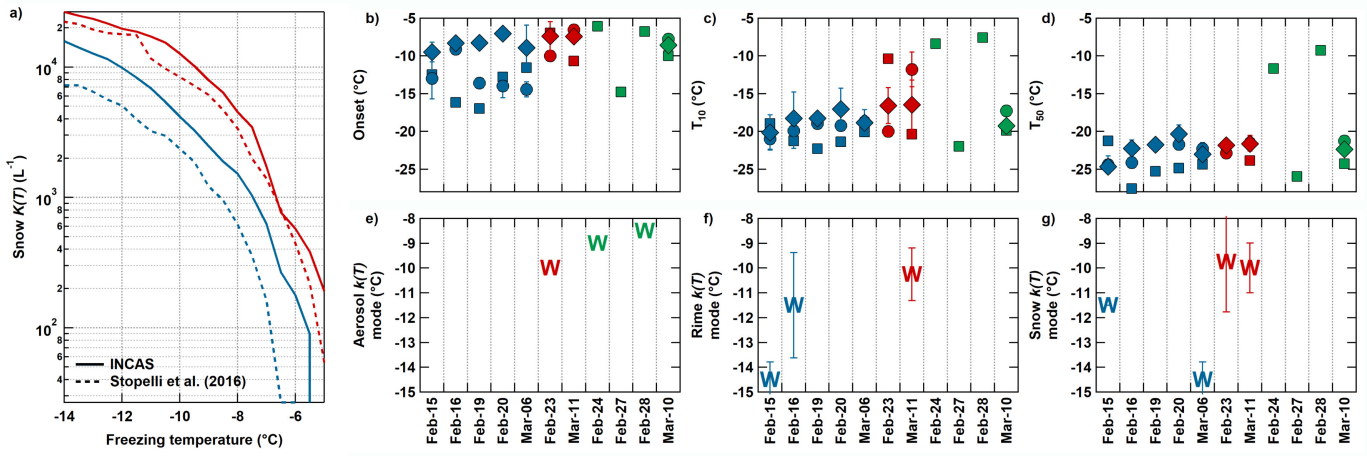 a)
Snow K(T) (L⁻¹)
2
10⁴
8
6
4
2
10³
8
6
4
2
10²
8
6
4
INCAS
Stopelli et al. (2016)
-14 -12 -10 -8 -6
Freezing temperature (°C)
b)
Onset (°C)
-5
-10
-15
-20
-25
c)
T₁₀ (°C)
-5
-10
-15
-20
-25
d)
T₅₀ (°C)
-5
-10
-15
-20
-25
e)
Aerosol k(T)
mode (°C)
-8
-9
-10
-11
-12
-13
-14
-15
W W W
Feb-15 Feb-16 Feb-19 Feb-20 Mar-06 Feb-23 Mar-11 Feb-24 Feb-27 Feb-28 Mar-10
f)
Rime k(T)
mode (°C)
-8
-9
-10
-11
-12
-13
-14
-15
W W W
Feb-15 Feb-16 Feb-19 Feb-20 Mar-06 Feb-23 Mar-11 Feb-24 Feb-27 Feb-28 Mar-10
g)
Snow k(T)
mode (°C)
-8
-9
-10
-11
-12
-13
-14
-15
W W W W
Feb-15 Feb-16 Feb-19 Feb-20 Mar-06 Feb-23 Mar-11 Feb-24 Feb-27 Feb-28 Mar-10